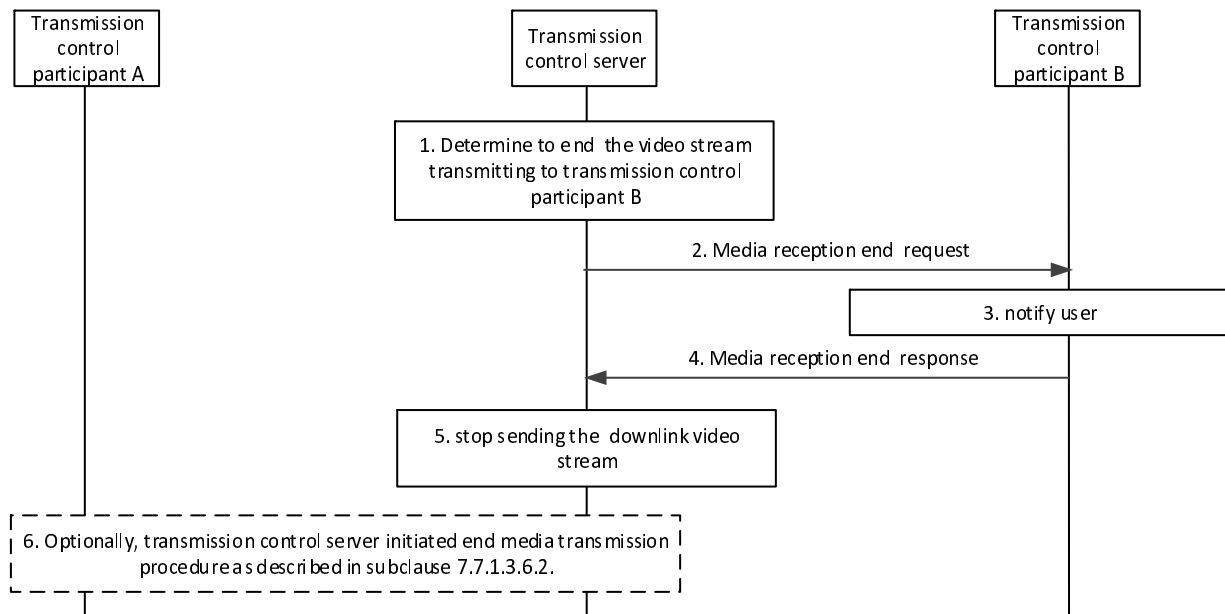 Transmission
control
participant A
Transmission
control server
Transmission
control
participant B
1. Determine to end the video stream
transmitting to transmission control
participant B
2. Media reception end request
3. notify user
4. Media reception end response
5. stop sending the downlink video
stream
6. Optionally, transmission control server initiated end media transmission
procedure as described in subclause 7.7.1.3.6.2.